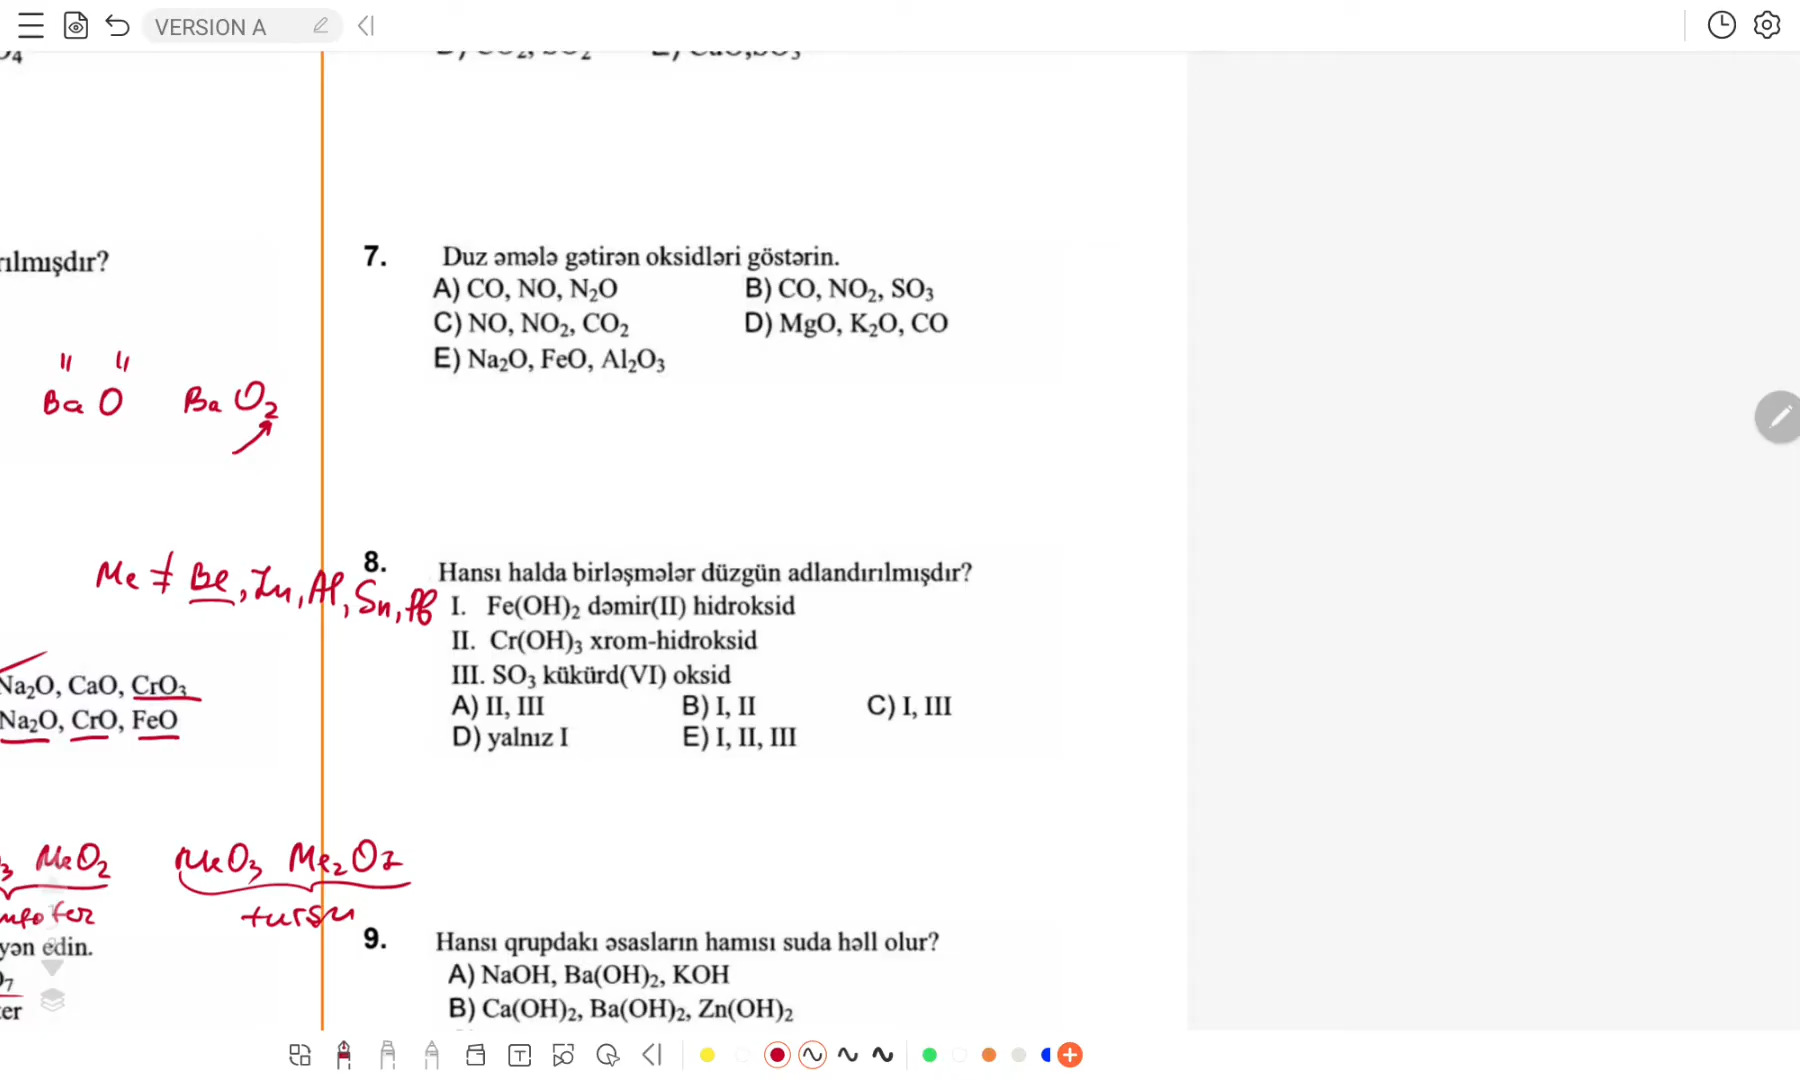 VERSION A
rılmışdır?
Ba O Ba O₂
Me ≠ Be, Zn, Al, Sn, Pb
Na₂O, CaO, CrO₃
Na₂O, CrO, FeO
MeO₂ MeO₃ Me₂O₇
turşu
yən edin.
7. Duz əmələ gətirən oksidləri göstərin.
A) CO, NO, N₂O B) CO, NO₂, SO₃
C) NO, NO₂, CO₂ D) MgO, K₂O, CO
E) Na₂O, FeO, Al₂O₃
8. Hansı halda birləşmələr düzgün adlandırılmışdır?
I. Fe(OH)₂ dəmir(II) hidroksid
II. Cr(OH)₃ xrom-hidroksid
III. SO₃ kükürd(VI) oksid
A) II, III B) I, II C) I, III
D) yalnız I E) I, II, III
9. Hansı qrupdakı əsasların hamısı suda həll olur?
A) NaOH, Ba(OH)₂, KOH
B) Ca(OH)₂, Ba(OH)₂, Zn(OH)₂